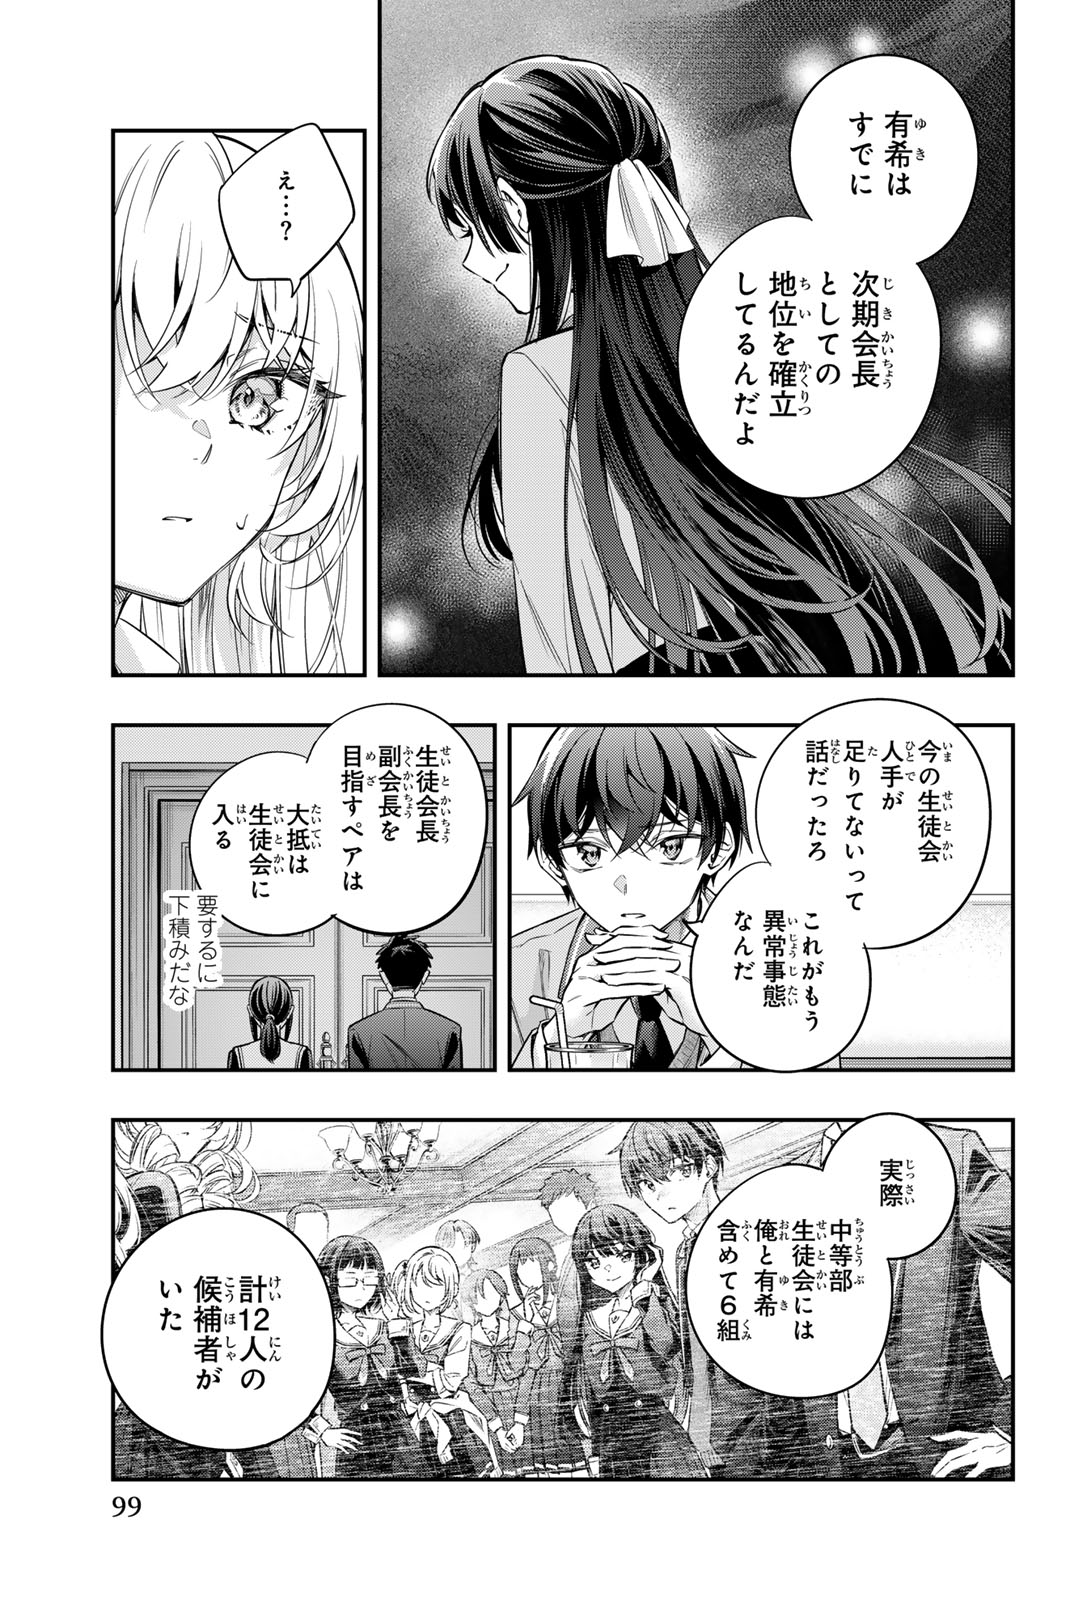 有希は
すでに
次期会長
としての
地位を確立
してるんだよ
え…?
今の生徒会
人手が
足りてないって
話だったろ
これがもう
異常事態
なんだ
生徒会長
副会長を
目指すペアは
大抵は
生徒会に
入る
要するに
下積みだな
実際
中等部
生徒会には
俺と有希
含めて6組
計12人の
候補者が
いた
99